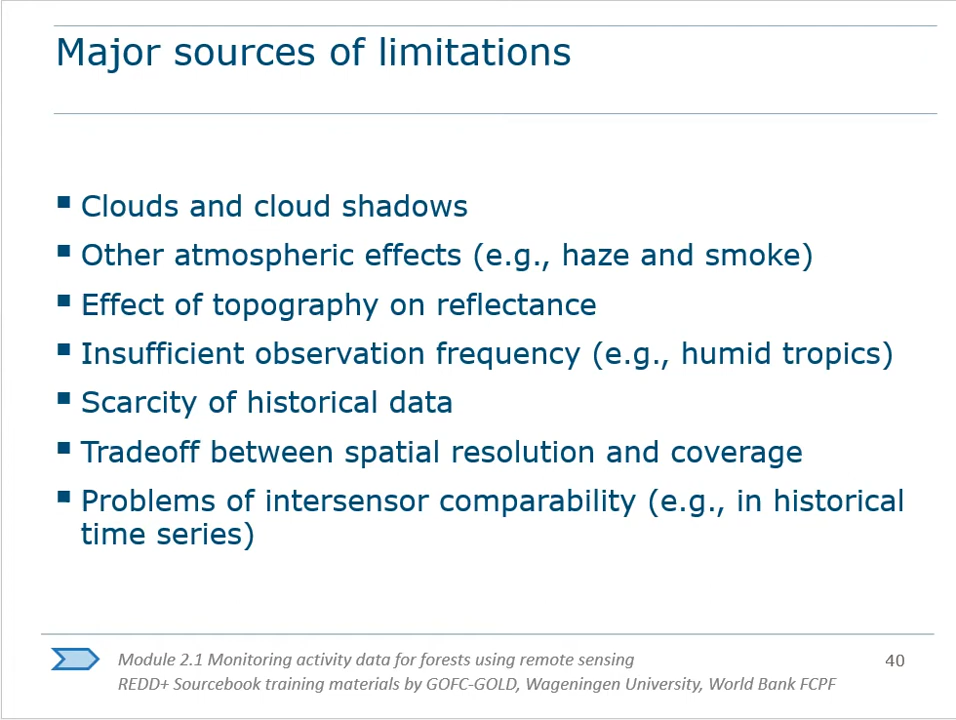 Major sources of limitations
▪ Clouds and cloud shadows
▪ Other atmospheric effects (e.g., haze and smoke)
▪ Effect of topography on reflectance
▪ Insufficient observation frequency (e.g., humid tropics)
▪ Scarcity of historical data
▪ Tradeoff between spatial resolution and coverage
▪ Problems of intersensor comparability (e.g., in historical
time series)
Module 2.1 Monitoring activity data for forests using remote sensing
REDD+ Sourcebook training materials by GOFC-GOLD, Wageningen University, World Bank FCPF
40